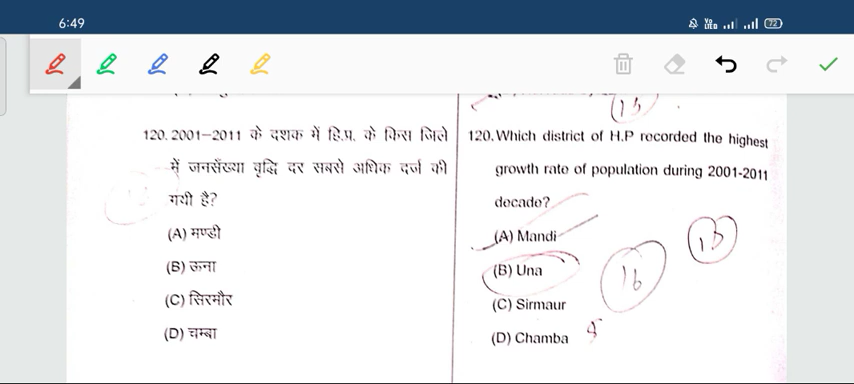 6:49
72
120. 2001–2011 के दशक में हि.प्र. के किस जिले
में जनसँख्या वृद्धि दर सबसे अधिक दर्ज की
गयी है?
(A) मण्डी
(B) ऊना
(C) सिरमौर
(D) चम्बा
120. Which district of H.P recorded the highest
growth rate of population during 2001-2011
decade?
(A) Mandi
(B) Una
(C) Sirmaur
(D) Chamba
16